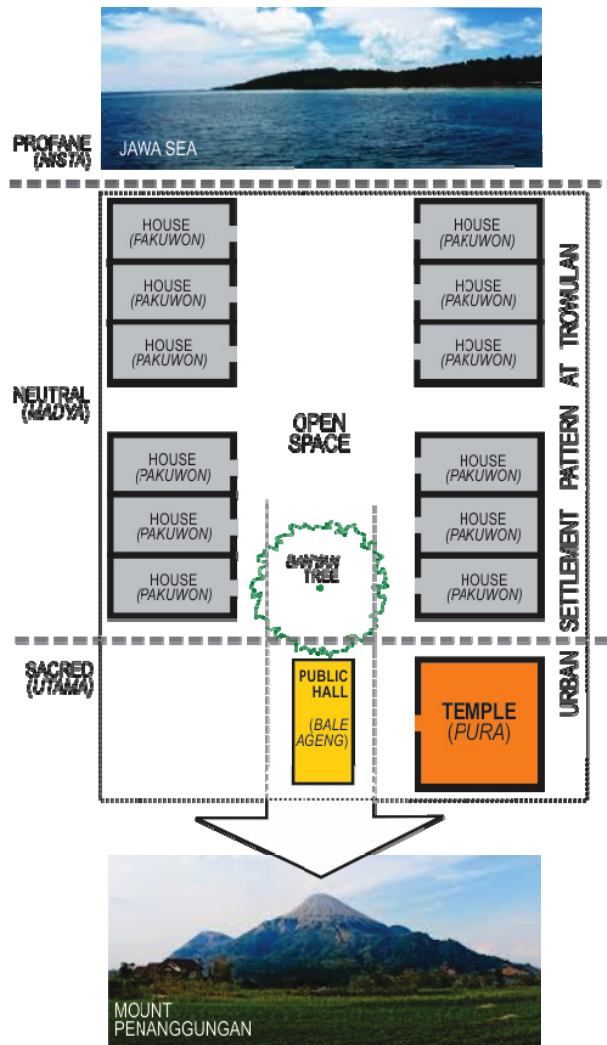 JAWA SEA
PROFANE
(NISTA)
HOUSE
(PAKUWON)
HOUSE
(PAKUWON)
HOUSE
(PAKUWON)
HOUSE
(PAKUWON)
HOUSE
(PAKUWON)
HOUSE
(PAKUWON)
NEUTRAL
(MADYA)
OPEN
SPACE
HOUSE
(PAKUWON)
HOUSE
(PAKUWON)
HOUSE
(PAKUWON)
HOUSE
(PAKUWON)
HOUSE
(PAKUWON)
HOUSE
(PAKUWON)
BANYAN
TREE
URBAN SETTLEMENT PATTERN AT TROWULAN
SACRED
(UTAMA)
PUBLIC
HALL
(BALE
AGENG)
TEMPLE
(PURA)
MOUNT
PENANGGUNGAN